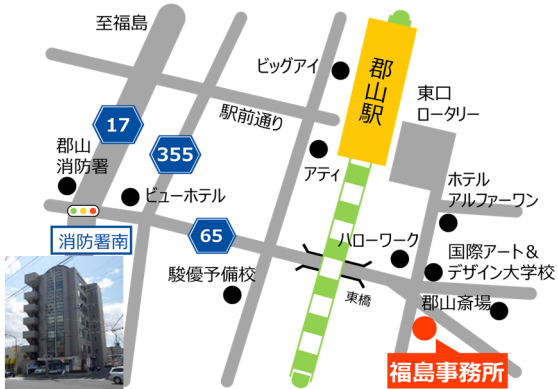 至福島
ビッグアイ
郡山駅
東口
ロータリー
17
駅前通り
355
郡山
消防署
アティ
ホテル
アルファーワン
ビューホテル
65
消防署南
ハローワーク
国際アート&
デザイン大学校
駿優予備校
東橋
郡山斎場
福島事務所